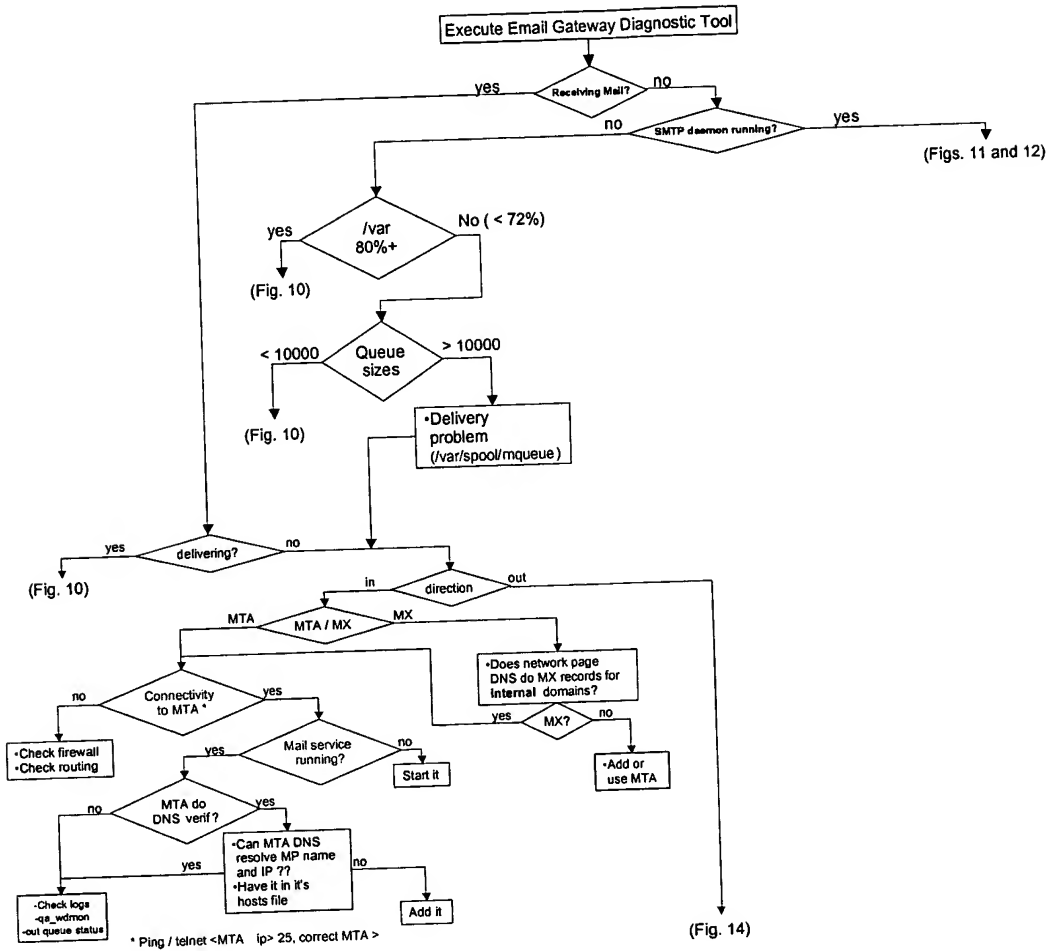 Execute Email Gateway Diagnostic Tool
yes
Receiving Mail?
no
no
SMTP daemon running?
yes
(Figs. 11 and 12)
/var
80%+
yes
No ( < 72%)
(Fig. 10)
< 10000
Queue
sizes
> 10000
(Fig. 10)
•Delivery
problem
(/var/spool/mqueue)
yes
delivering?
no
(Fig. 10)
in
direction
out
MTA
MTA / MX
MX
•Does network page
DNS do MX records for
Internal domains?
no
Connectivity
to MTA *
yes
yes
MX?
no
•Check firewall
•Check routing
yes
Mail service
running?
no
Start it
•Add or
use MTA
no
MTA do
DNS verif?
yes
yes
•Can MTA DNS
resolve MP name
and IP ??
•Have it in it's
hosts file
no
-Check logs
-qa_wdmon
-out queue status
Add it
* Ping / telnet <MTA ip> 25, correct MTA >
(Fig. 14)